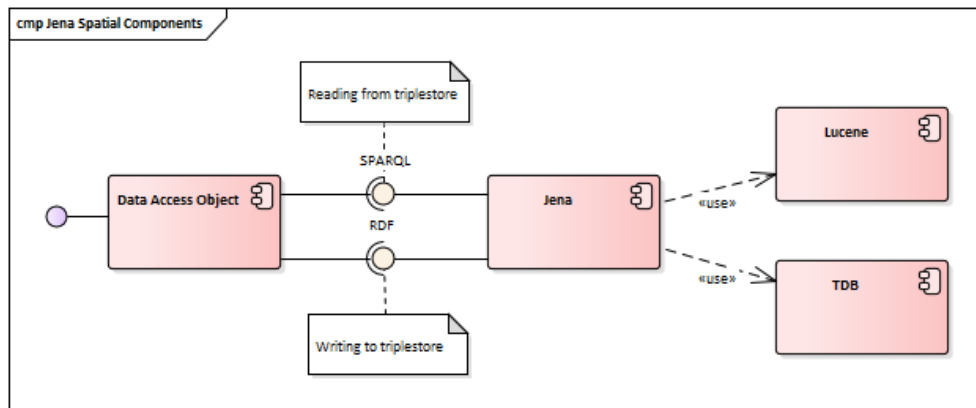 cmp Jena Spatial Components
Reading from triplestore
SPARQL
Data Access Object
RDF
Jena
Writing to triplestore
Lucene
«use»
«use»
TDB